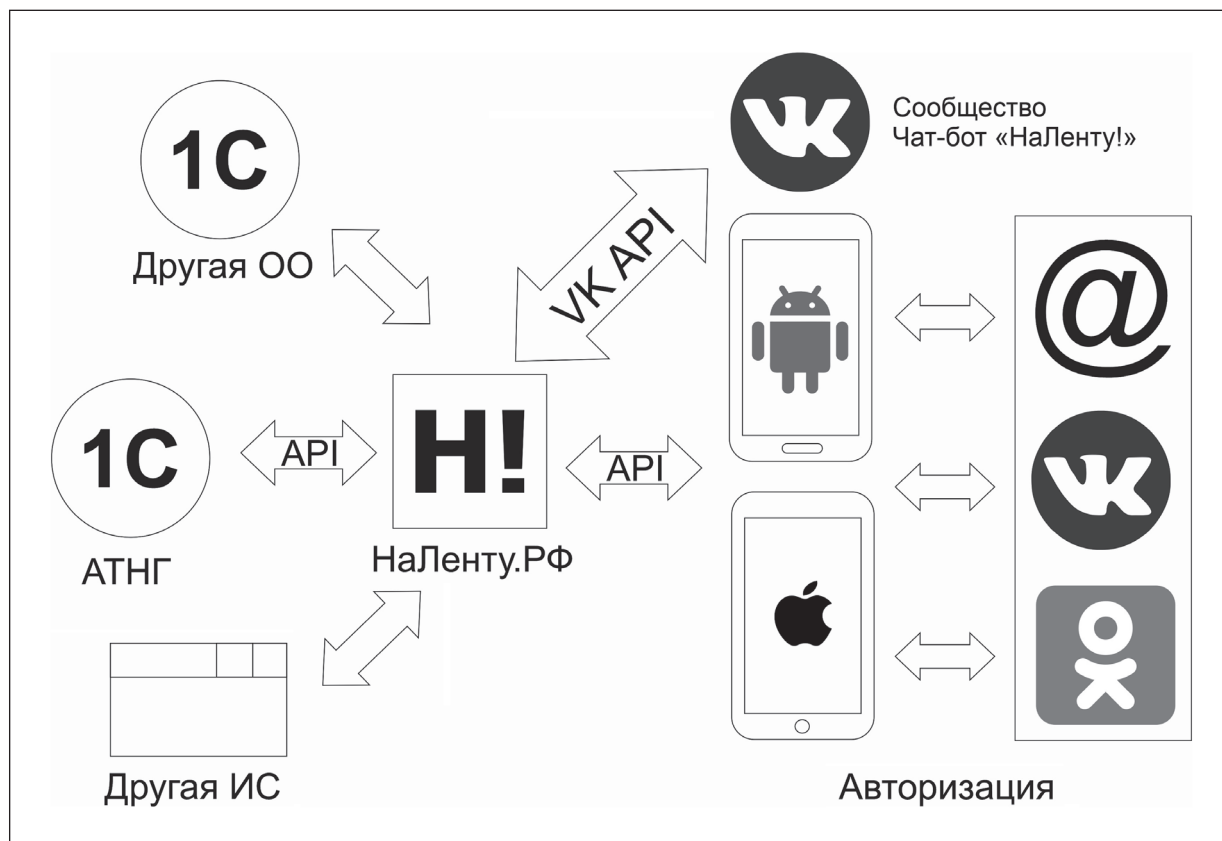 1С
Другая ОО
VK API
Сообщество
Чат-бот «НаЛенту!»
1С
АТНГ
API
Н!
НаЛенту.РФ
API
@
Другая ИС
Авторизация